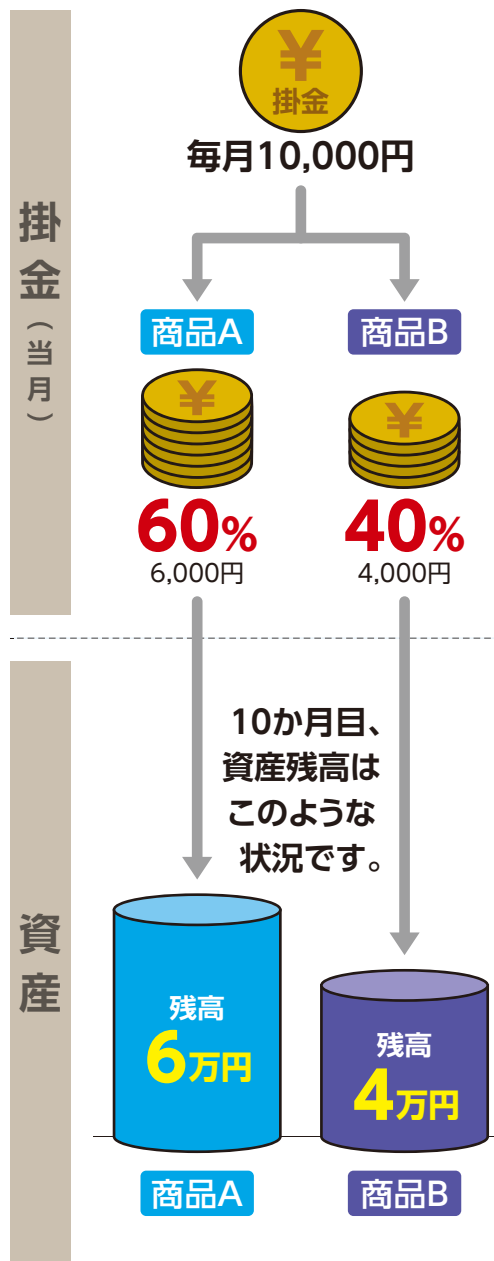 掛金（当月）
¥
掛金
毎月10,000円
商品A
商品B
¥
¥
60%
40%
6,000円
4,000円
資産
10か月目、
資産残高は
このような
状況です。
残高
6万円
残高
4万円
商品A
商品B